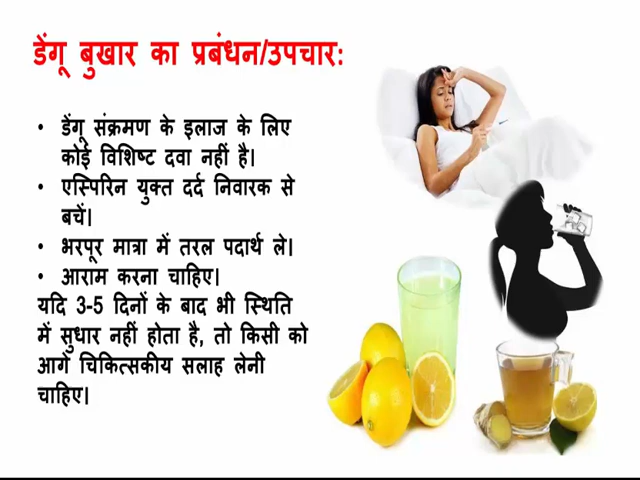 डेंगू बुखार का प्रबंधन/उपचार:
• डेंगू संक्रमण के इलाज के लिए
कोई विशिष्ट दवा नहीं है।
• एस्पिरिन युक्त दर्द निवारक से
बचें।
• भरपूर मात्रा में तरल पदार्थ ले।
• आराम करना चाहिए।
यदि 3-5 दिनों के बाद भी स्थिति
में सुधार नहीं होता है, तो किसी को
आगे चिकित्सकीय सलाह लेनी
चाहिए।